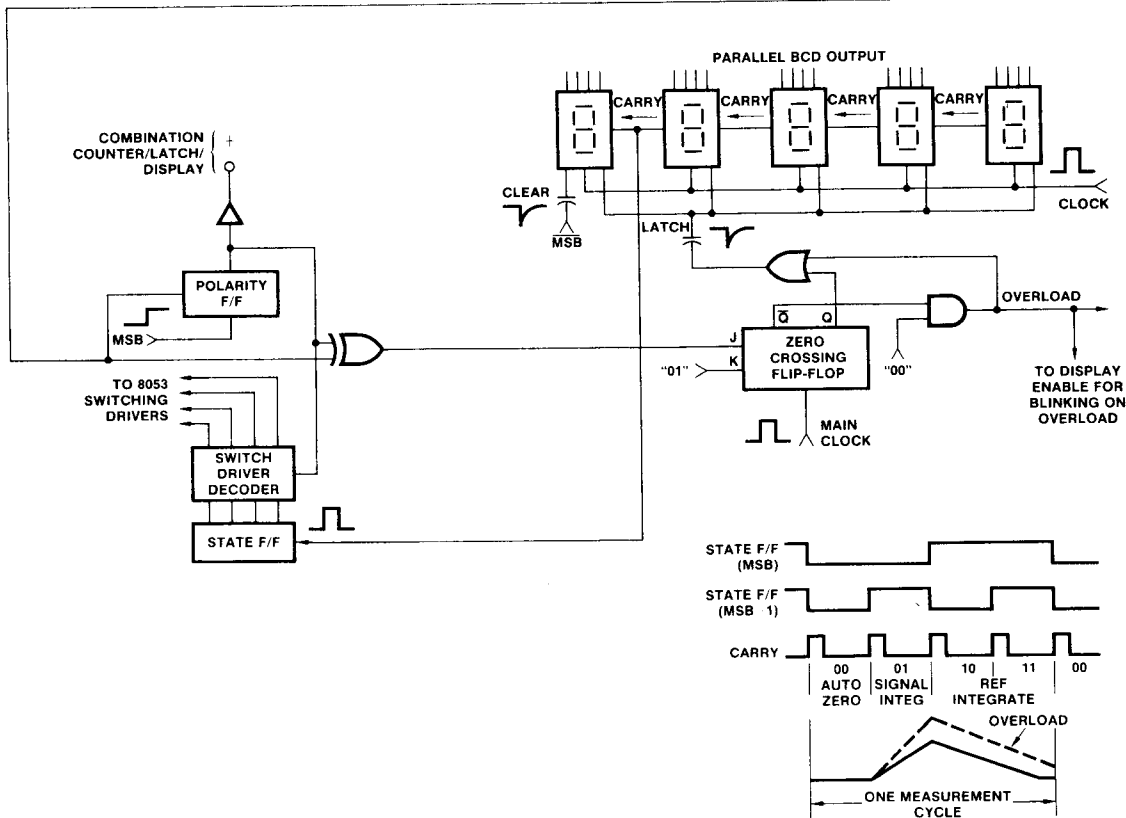 PARALLEL BCD OUTPUT
CARRY
CARRY
CARRY
CARRY
COMBINATION
COUNTER/LATCH/
DISPLAY
+
CLEAR
MSB
LATCH
CLOCK
POLARITY
F/F
MSB
OVERLOAD
Q
Q
J
K
ZERO
CROSSING
FLIP-FLOP
"01"
"00"
TO DISPLAY
ENABLE FOR
BLINKING ON
OVERLOAD
MAIN
CLOCK
TO 8053
SWITCHING
DRIVERS
SWITCH
DRIVER
DECODER
STATE F/F
STATE F/F
(MSB)
STATE F/F
(MSB 1)
CARRY
00
01
10
11
00
AUTO
ZERO
SIGNAL
INTEG
REF
INTEGRATE
OVERLOAD
ONE MEASUREMENT
CYCLE